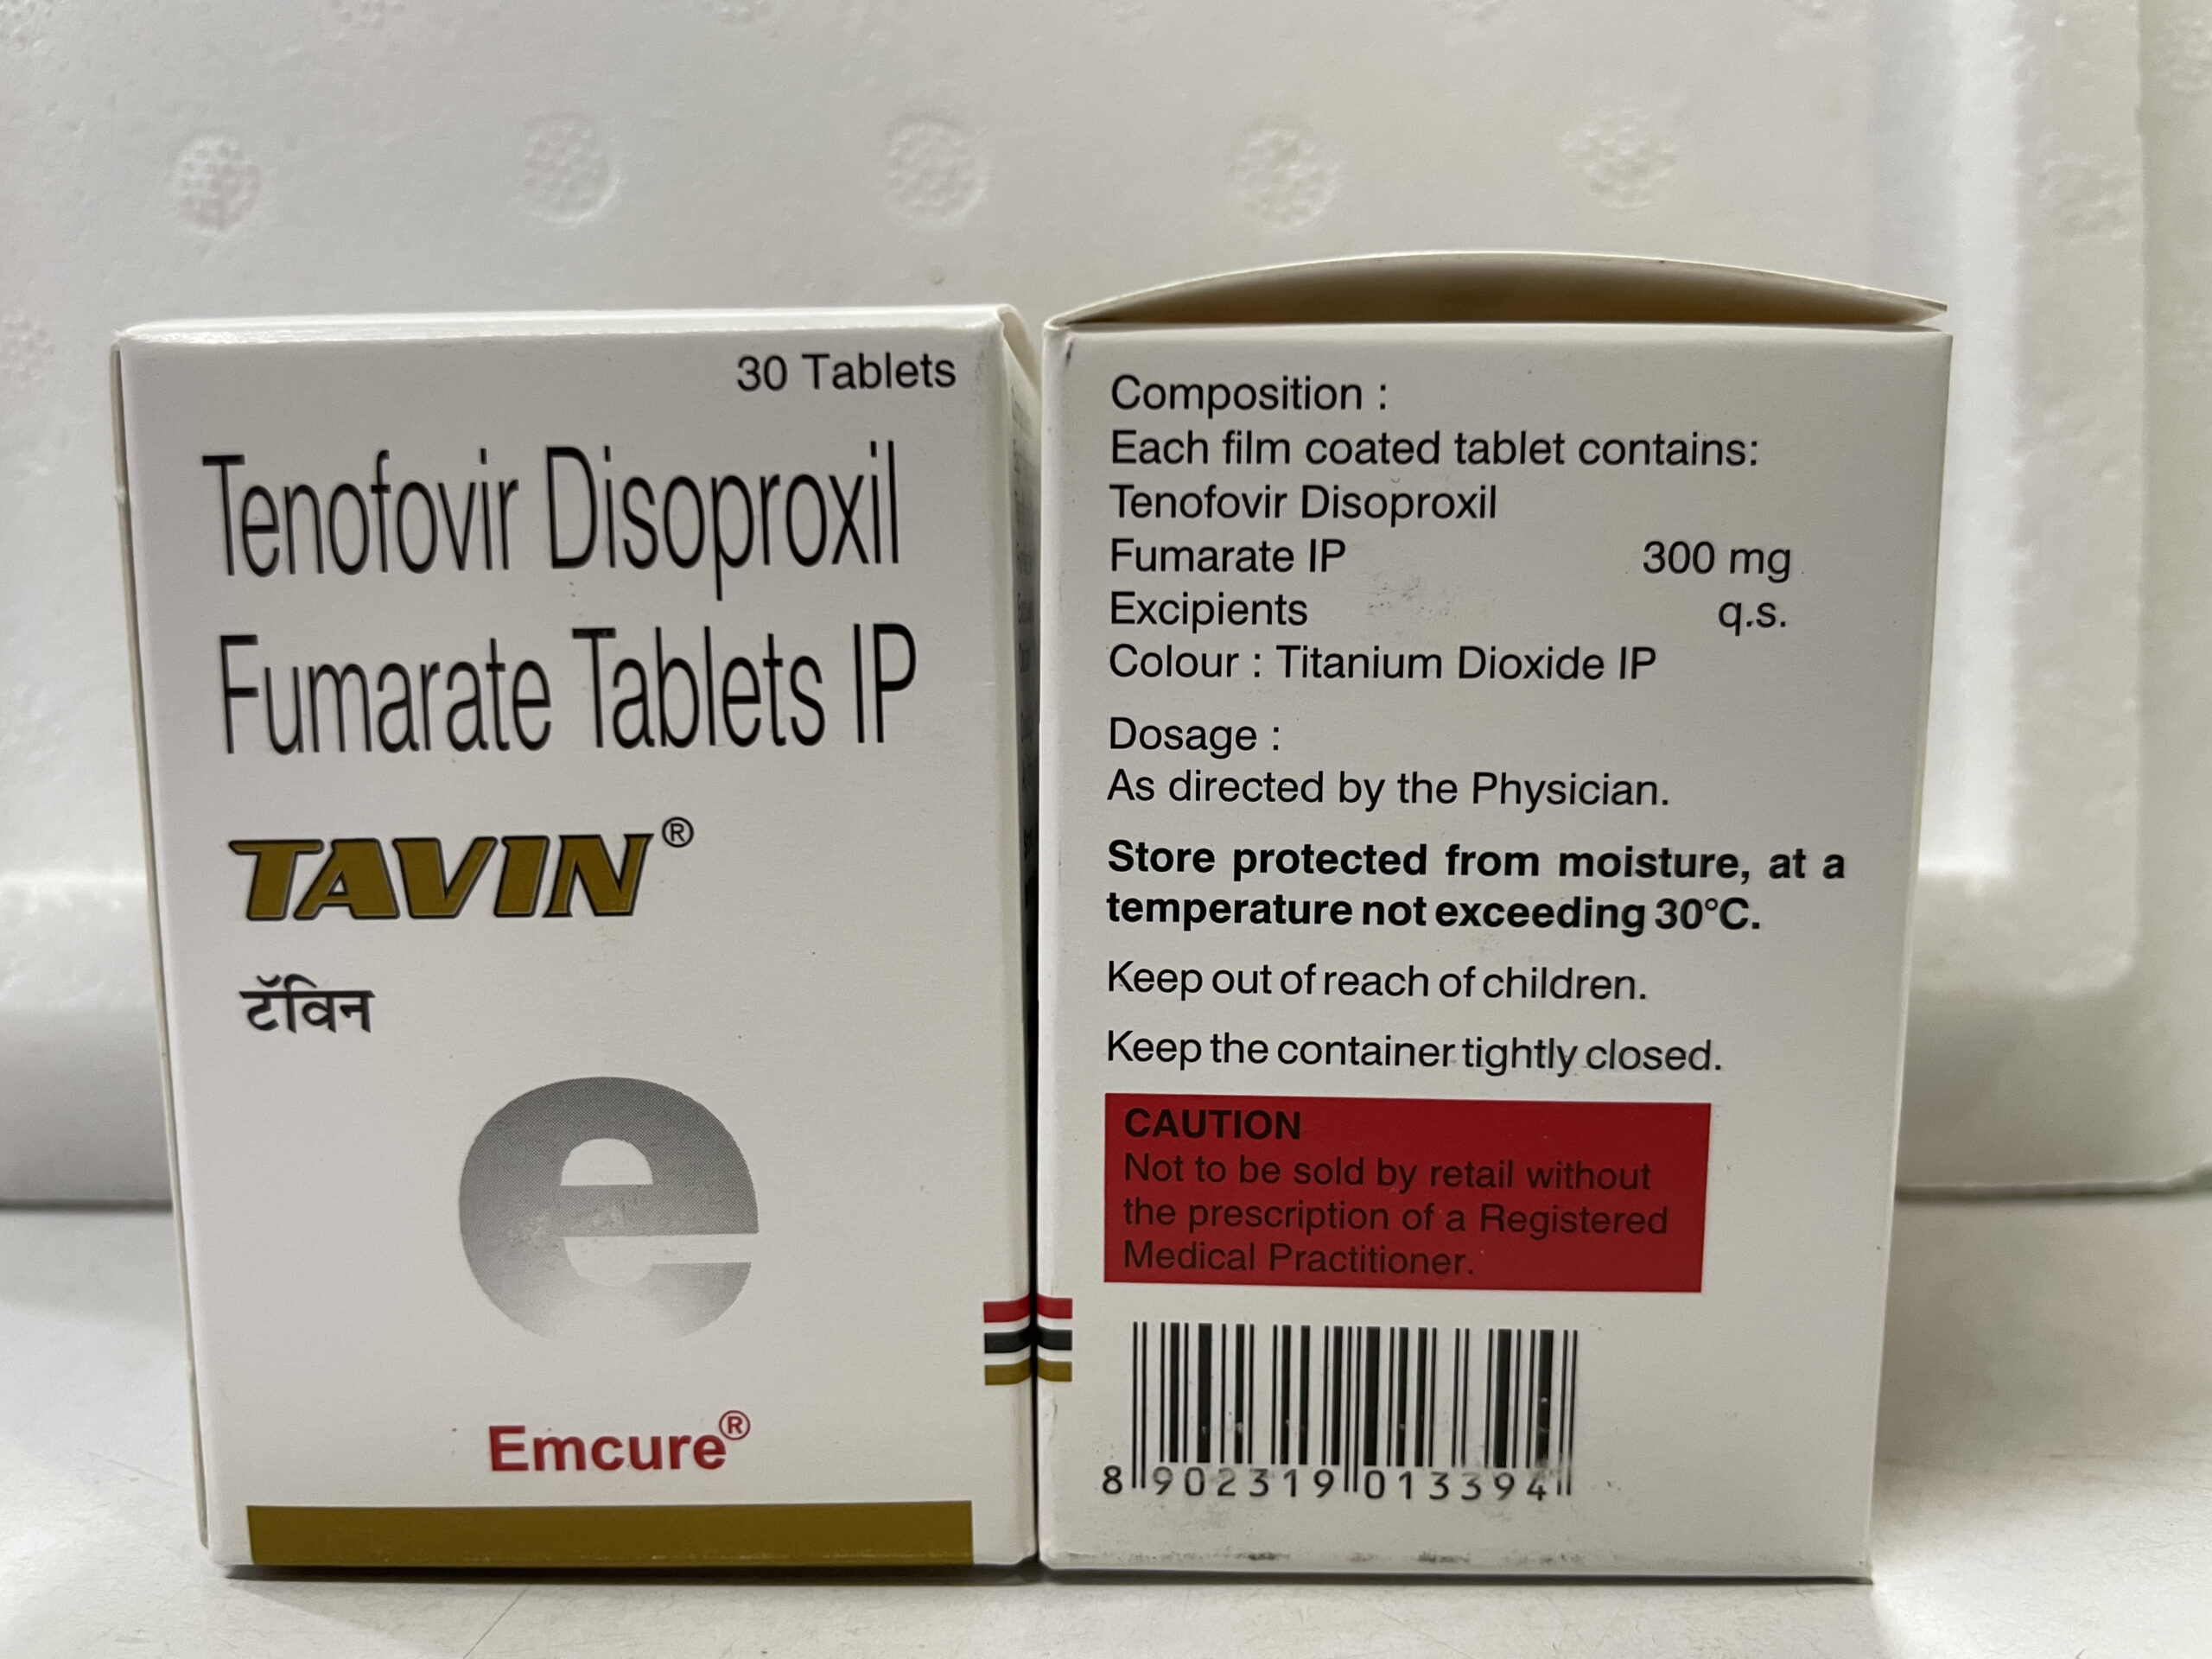 30 Tablets
Tenofovir Disoproxil
Fumarate Tablets IP
TAVIN®
टॅविन
e
Emcure®
Composition :
Each film coated tablet contains:
Tenofovir Disoproxil
Fumarate IP 300 mg
Excipients q.s.
Colour : Titanium Dioxide IP
Dosage :
As directed by the Physician.
Store protected from moisture, at a
temperature not exceeding 30°C.
Keep out of reach of children.
Keep the container tightly closed.
CAUTION
Not to be sold by retail without
the prescription of a Registered
Medical Practitioner.
8 902319 013394